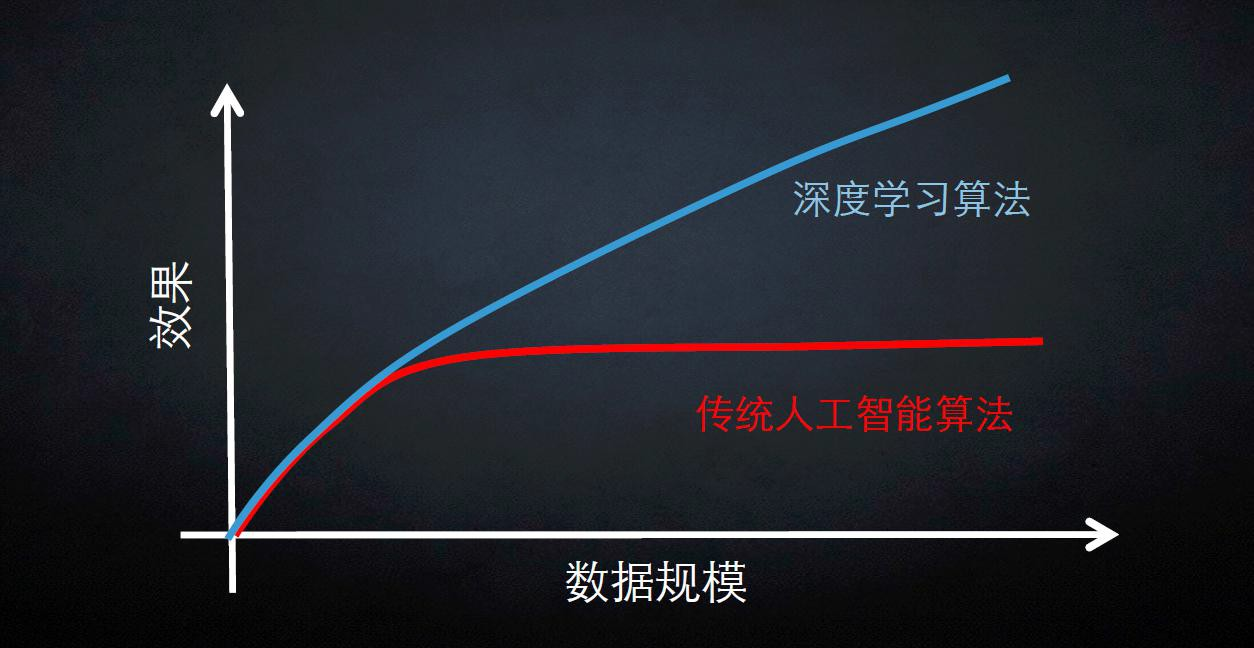 深度学习算法
效果
传统人工智能算法
数据规模